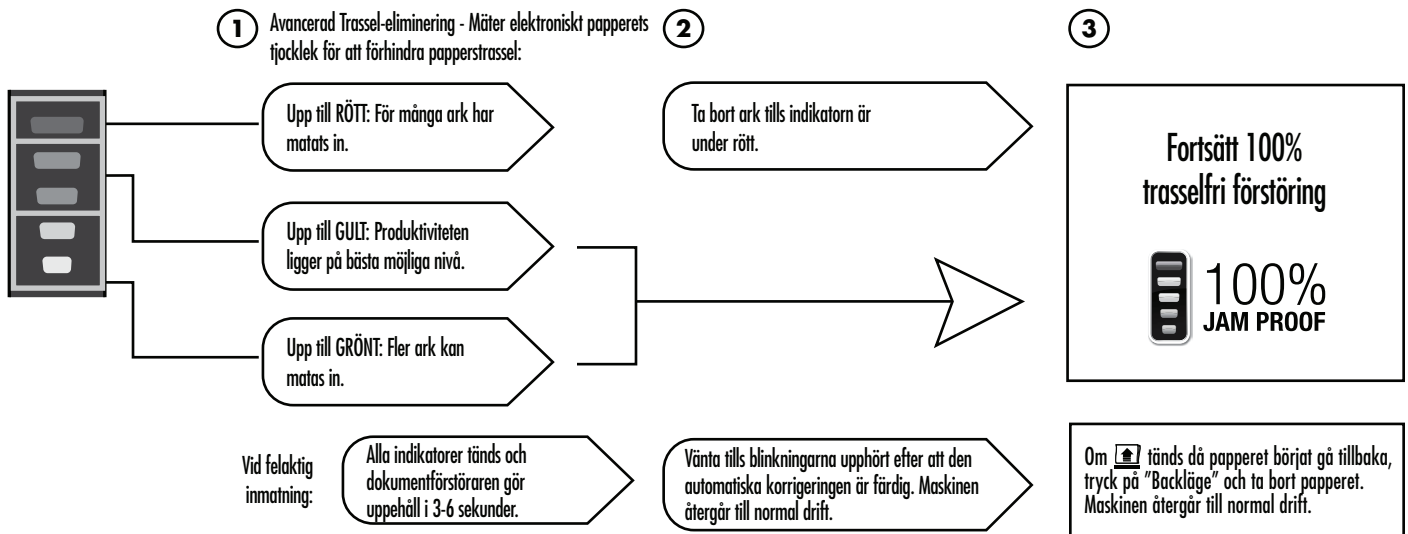 1
Avancerad Trassel-eliminering - Mäter elektroniskt papperets
tjocklek för att förhindra papperstrassel:
2
3
Upp till RÖTT: För många ark har
matats in.
Ta bort ark tills indikatorn är
under rött.
Upp till GULT: Produktiviteten
ligger på bästa möjliga nivå.
Upp till GRÖNT: Fler ark kan
matas in.
Fortsätt 100%
trasselfri förstöring
100%
JAM PROOF
Vid felaktig
inmatning:
Alla indikatorer tänds och
dokumentförstöraren gör
uppehåll i 3-6 sekunder.
Vänta tills blinkningarna upphört efter att den
automatiska korrigeringen är färdig. Maskinen
återgår till normal drift.
Om tänds då papperet börjat gå tillbaka,
tryck på ”Backläge” och ta bort papperet.
Maskinen återgår till normal drift.